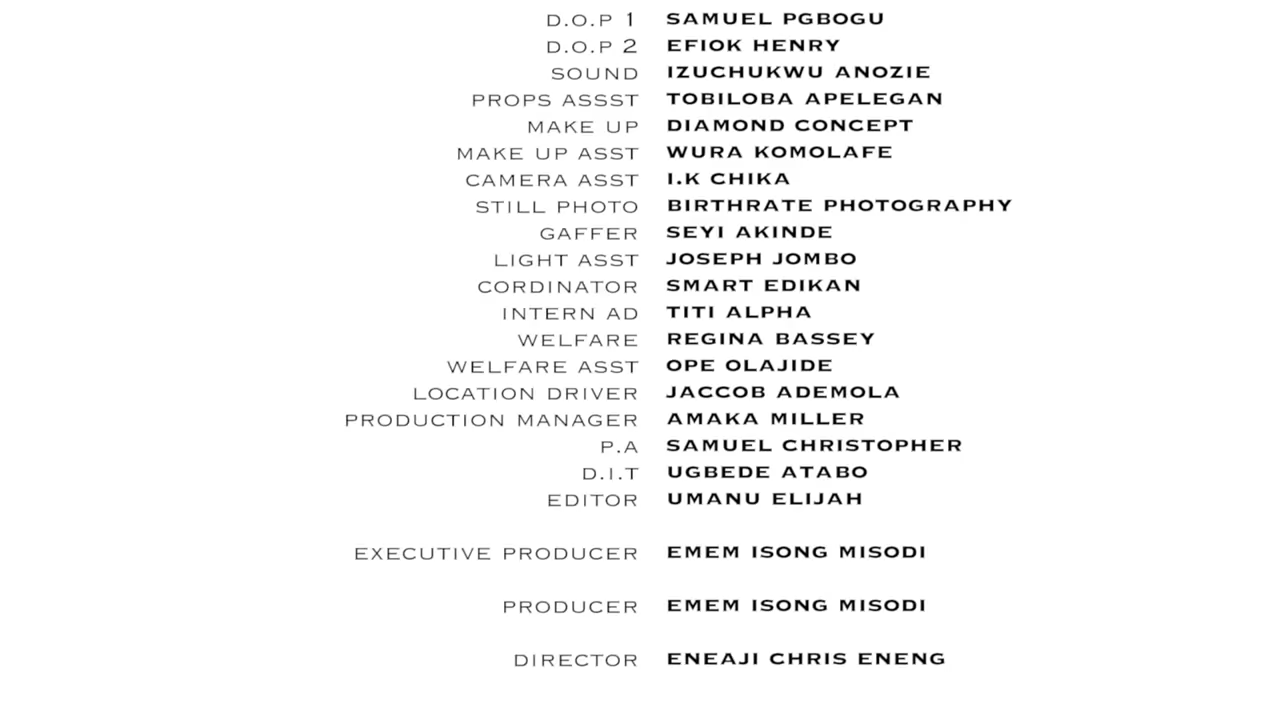 D.O.P 1 SAMUEL PGBOGU
D.O.P 2 EFIOK HENRY
SOUND IZUCHUKWU ANOZIE
PROPS ASSST TOBILOBA APELEGAN
MAKE UP DIAMOND CONCEPT
MAKE UP ASST WURA KOMOLAFE
CAMERA ASST I.K CHIKA
STILL PHOTO BIRTHRATE PHOTOGRAPHY
GAFFER SEYI AKINDE
LIGHT ASST JOSEPH JOMBO
CORDINATOR SMART EDIKAN
INTERN AD TITI ALPHA
WELFARE REGINA BASSEY
WELFARE ASST OPE OLAJIDE
LOCATION DRIVER JACCOB ADEMOLA
PRODUCTION MANAGER AMAKA MILLER
P.A SAMUEL CHRISTOPHER
D.I.T UGBEDE ATABO
EDITOR UMANU ELIJAH
EXECUTIVE PRODUCER EMEM ISONG MISODI
PRODUCER EMEM ISONG MISODI
DIRECTOR ENEAJI CHRIS ENENG